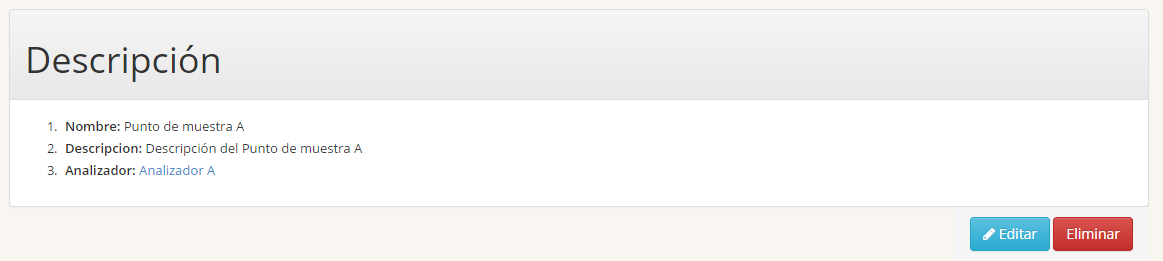 Descripción
1. Nombre: Punto de muestra A
2. Descripcion: Descripción del Punto de muestra A
3. Analizador: Analizador A
Editar Eliminar